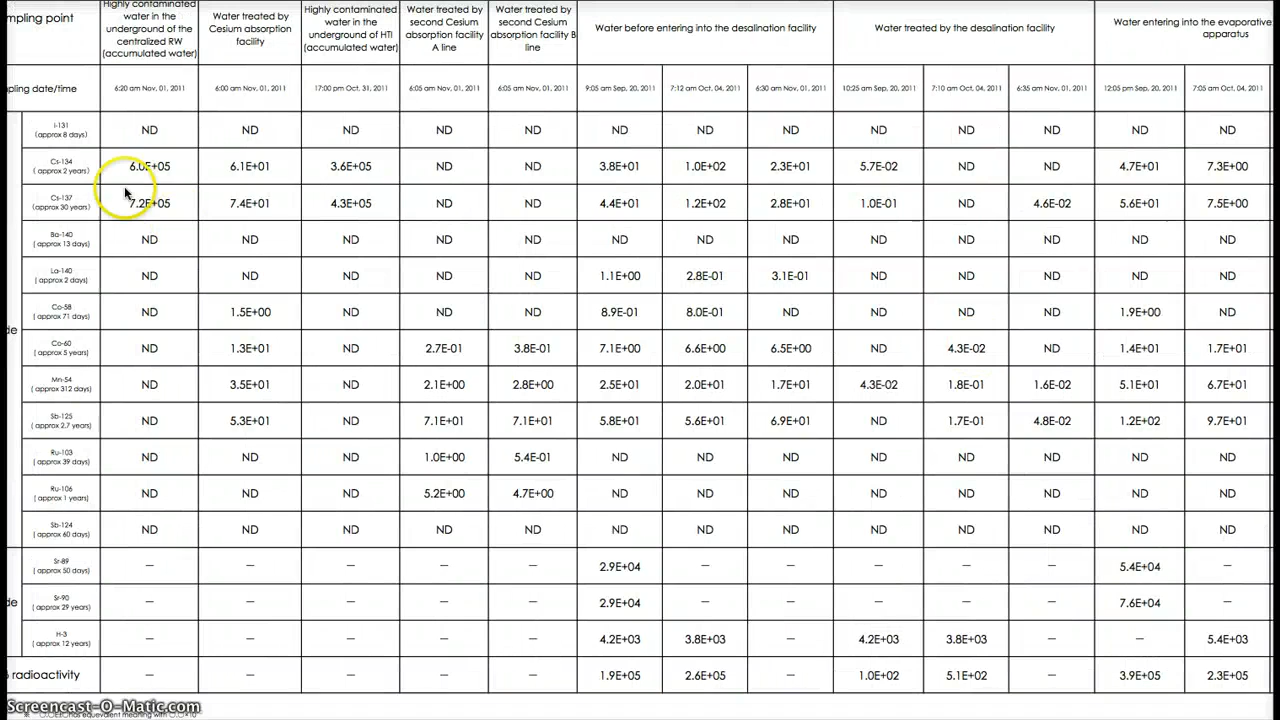 mpling point
Highly contaminated
water in the
underground of the
centralized RW
(accumulated water)
Water treated by
Cesium absorption
facility
Highly contaminated
water in the
underground of HTI
(accumulated water)
Water treated by
second Cesium
absorption facility
A line
Water treated by
second Cesium
absorption facility B
line
Water before entering into the desalination facility
Water treated by the desalination facility
Water entering into the evaporative
apparatus
mpling date/time 6:20 am Nov, 01, 2011 6:00 am Nov, 01, 2011 17:00 pm Oct, 31, 2011 6:05 am Nov, 01, 2011 6:05 am Nov, 01, 2011 9:05 am Sep, 20, 2011 7:12 am Oct, 04, 2011 6:30 am Nov, 01, 2011 10:25 am Sep, 20, 2011 7:10 am Oct, 04, 2011 6:35 am Nov, 01, 2011 12:05 pm Sep, 20, 2011 7:05 am Oct, 04, 2011
I-131
(approx 8 days)
ND ND ND ND ND ND ND ND ND ND ND ND ND
Cs-134
(approx 2 years)
6.0E+05 6.1E+01 3.6E+05 ND ND 3.8E+01 1.0E+02 2.3E+01 5.7E-02 ND ND 4.7E+01 7.3E+00
Cs-137
(approx 30 years)
7.2E+05 7.4E+01 4.3E+05 ND ND 4.4E+01 1.2E+02 2.8E+01 1.0E-01 ND 4.6E-02 5.6E+01 7.5E+00
Ba-140
( approx 13 days)
ND ND ND ND ND ND ND ND ND ND ND ND ND
La-140
( approx 2 days)
ND ND ND ND ND 1.1E+00 2.8E-01 3.1E-01 ND ND ND ND ND
Co-58
( approx 71 days)
ND 1.5E+00 ND ND ND 8.9E-01 8.0E-01 ND ND ND ND 1.9E+00 ND
de
Co-60
( approx 5 years)
ND 1.3E+01 ND 2.7E-01 3.8E-01 7.1E+00 6.6E+00 6.5E+00 ND 4.3E-02 ND 1.4E+01 1.7E+01
Mn-54
( approx 312 days)
ND 3.5E+01 ND 2.1E+00 2.8E+00 2.5E+01 2.0E+01 1.7E+01 4.3E-02 1.8E-01 1.6E-02 5.1E+01 6.7E+01
Sb-125
( approx 2,7 years)
ND 5.3E+01 ND 7.1E+01 7.1E+01 5.8E+01 5.6E+01 6.9E+01 ND 1.7E-01 4.8E-02 1.2E+02 9.7E+01
Ru-103
( approx 39 days)
ND ND ND 1.0E+00 5.4E-01 ND ND ND ND ND ND ND ND
Ru-106
( approx 1 years)
ND ND ND 5.2E+00 4.7E+00 ND ND ND ND ND ND ND ND
Sb-124
( approx 60 days)
ND ND ND ND ND ND ND ND ND ND ND ND ND
Sr-89
( approx 50 days)
— — — — — 2.9E+04 — — — — — 5.4E+04 —
de
Sr-90
( approx 29 years)
— — — — — 2.9E+04 — — — — — 7.6E+04 —
H-3
( approx 12 years)
— — — — — 4.2E+03 3.8E+03 — 4.2E+03 3.8E+03 — — 5.4E+03
radioactivity — — — — — 1.9E+05 2.6E+05 — 1.0E+02 5.1E+02 — 3.9E+05 2.3E+05
Screencast-O-Matic.com